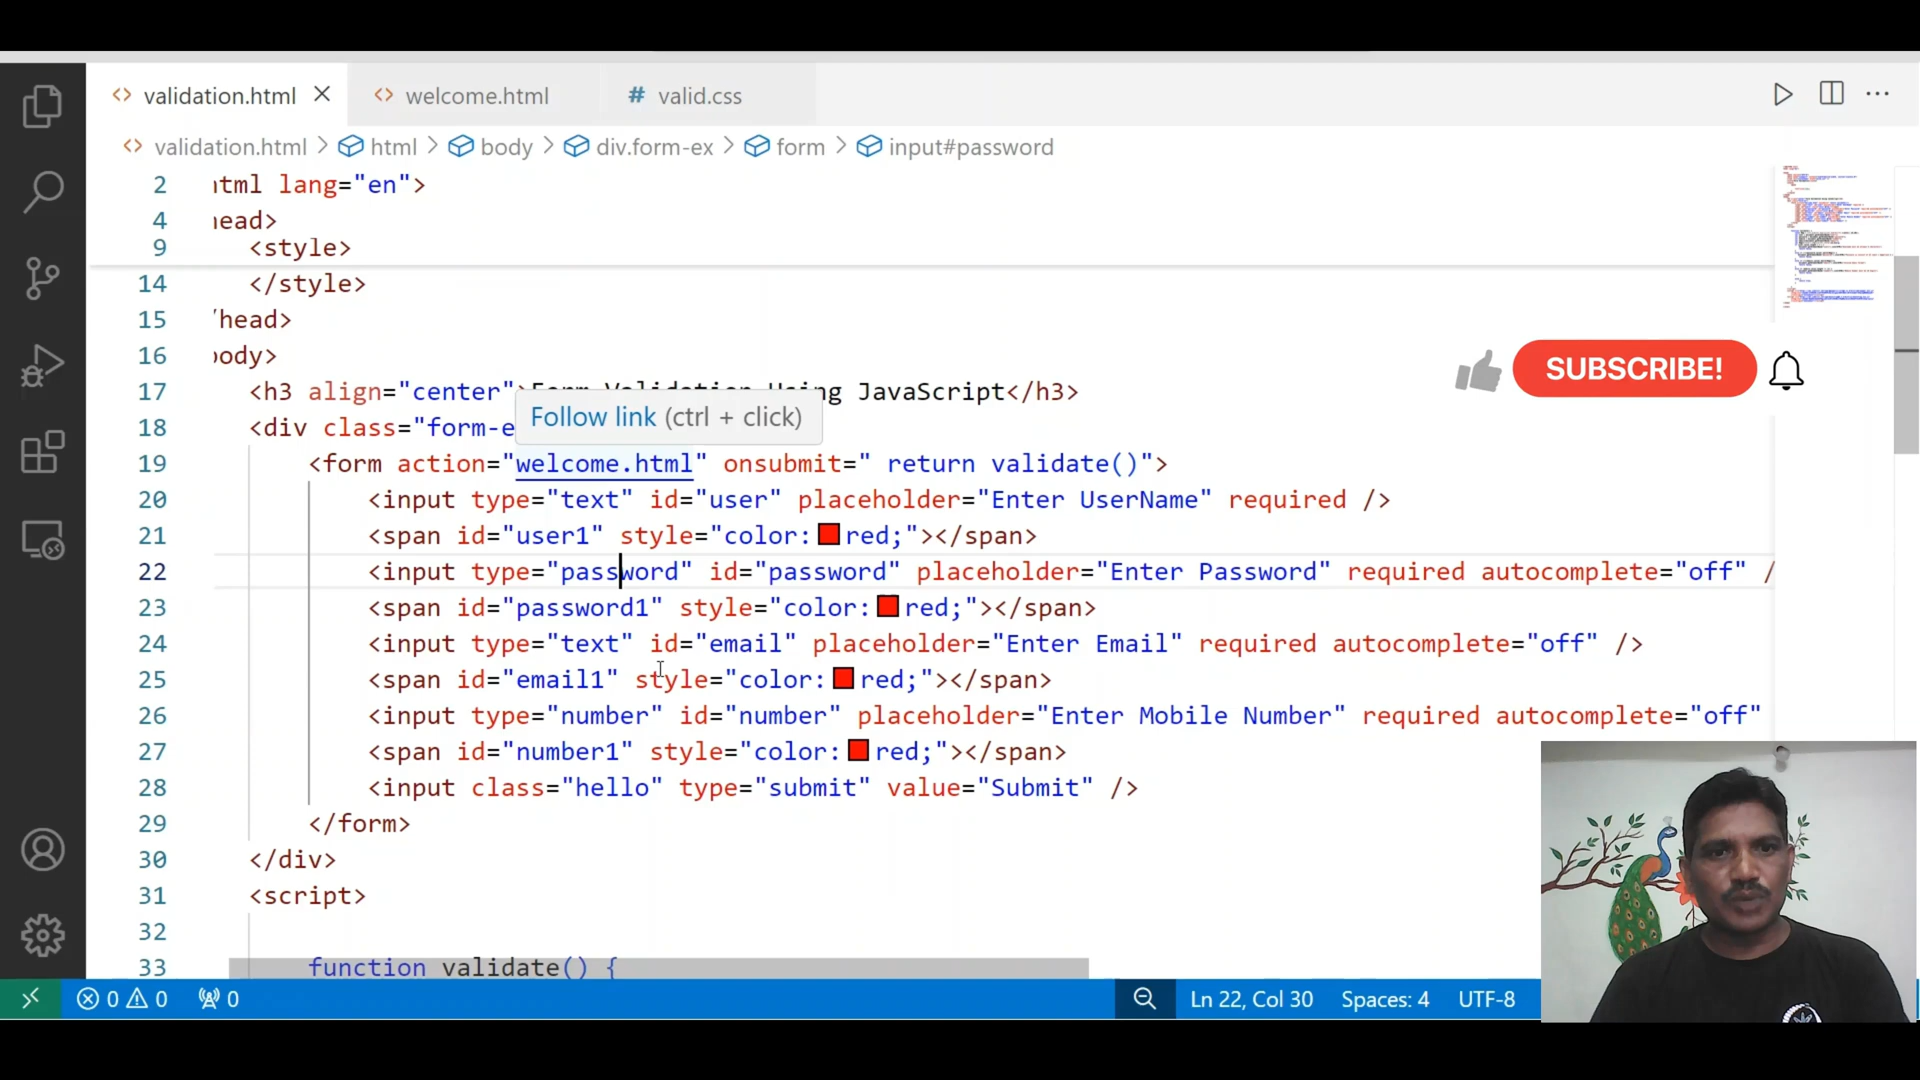 validation.html
welcome.html
# valid.css
validation.html > html > body > div.form-ex > form > input#password
2 html lang="en">
4 head>
9 <style>
14 </style>
15 /head>
16 body>
17 <h3 align="center">Form Validation Using JavaScript</h3>
Follow link (ctrl + click)
18 <div class="form-e
19 <form action="welcome.html" onsubmit=" return validate()">
20 <input type="text" id="user" placeholder="Enter UserName" required />
21 <span id="user1" style="color:red;"></span>
22 <input type="password" id="password" placeholder="Enter Password" required autocomplete="off" /
23 <span id="password1" style="color:red;"></span>
24 <input type="text" id="email" placeholder="Enter Email" required autocomplete="off" />
25 <span id="email1" style="color:red;"></span>
26 <input type="number" id="number" placeholder="Enter Mobile Number" required autocomplete="off"
27 <span id="number1" style="color:red;"></span>
28 <input class="hello" type="submit" value="Submit" />
29 </form>
30 </div>
31 <script>
32
33 function validate() {
SUBSCRIBE!
0 0 0
Ln 22, Col 30 Spaces: 4 UTF-8